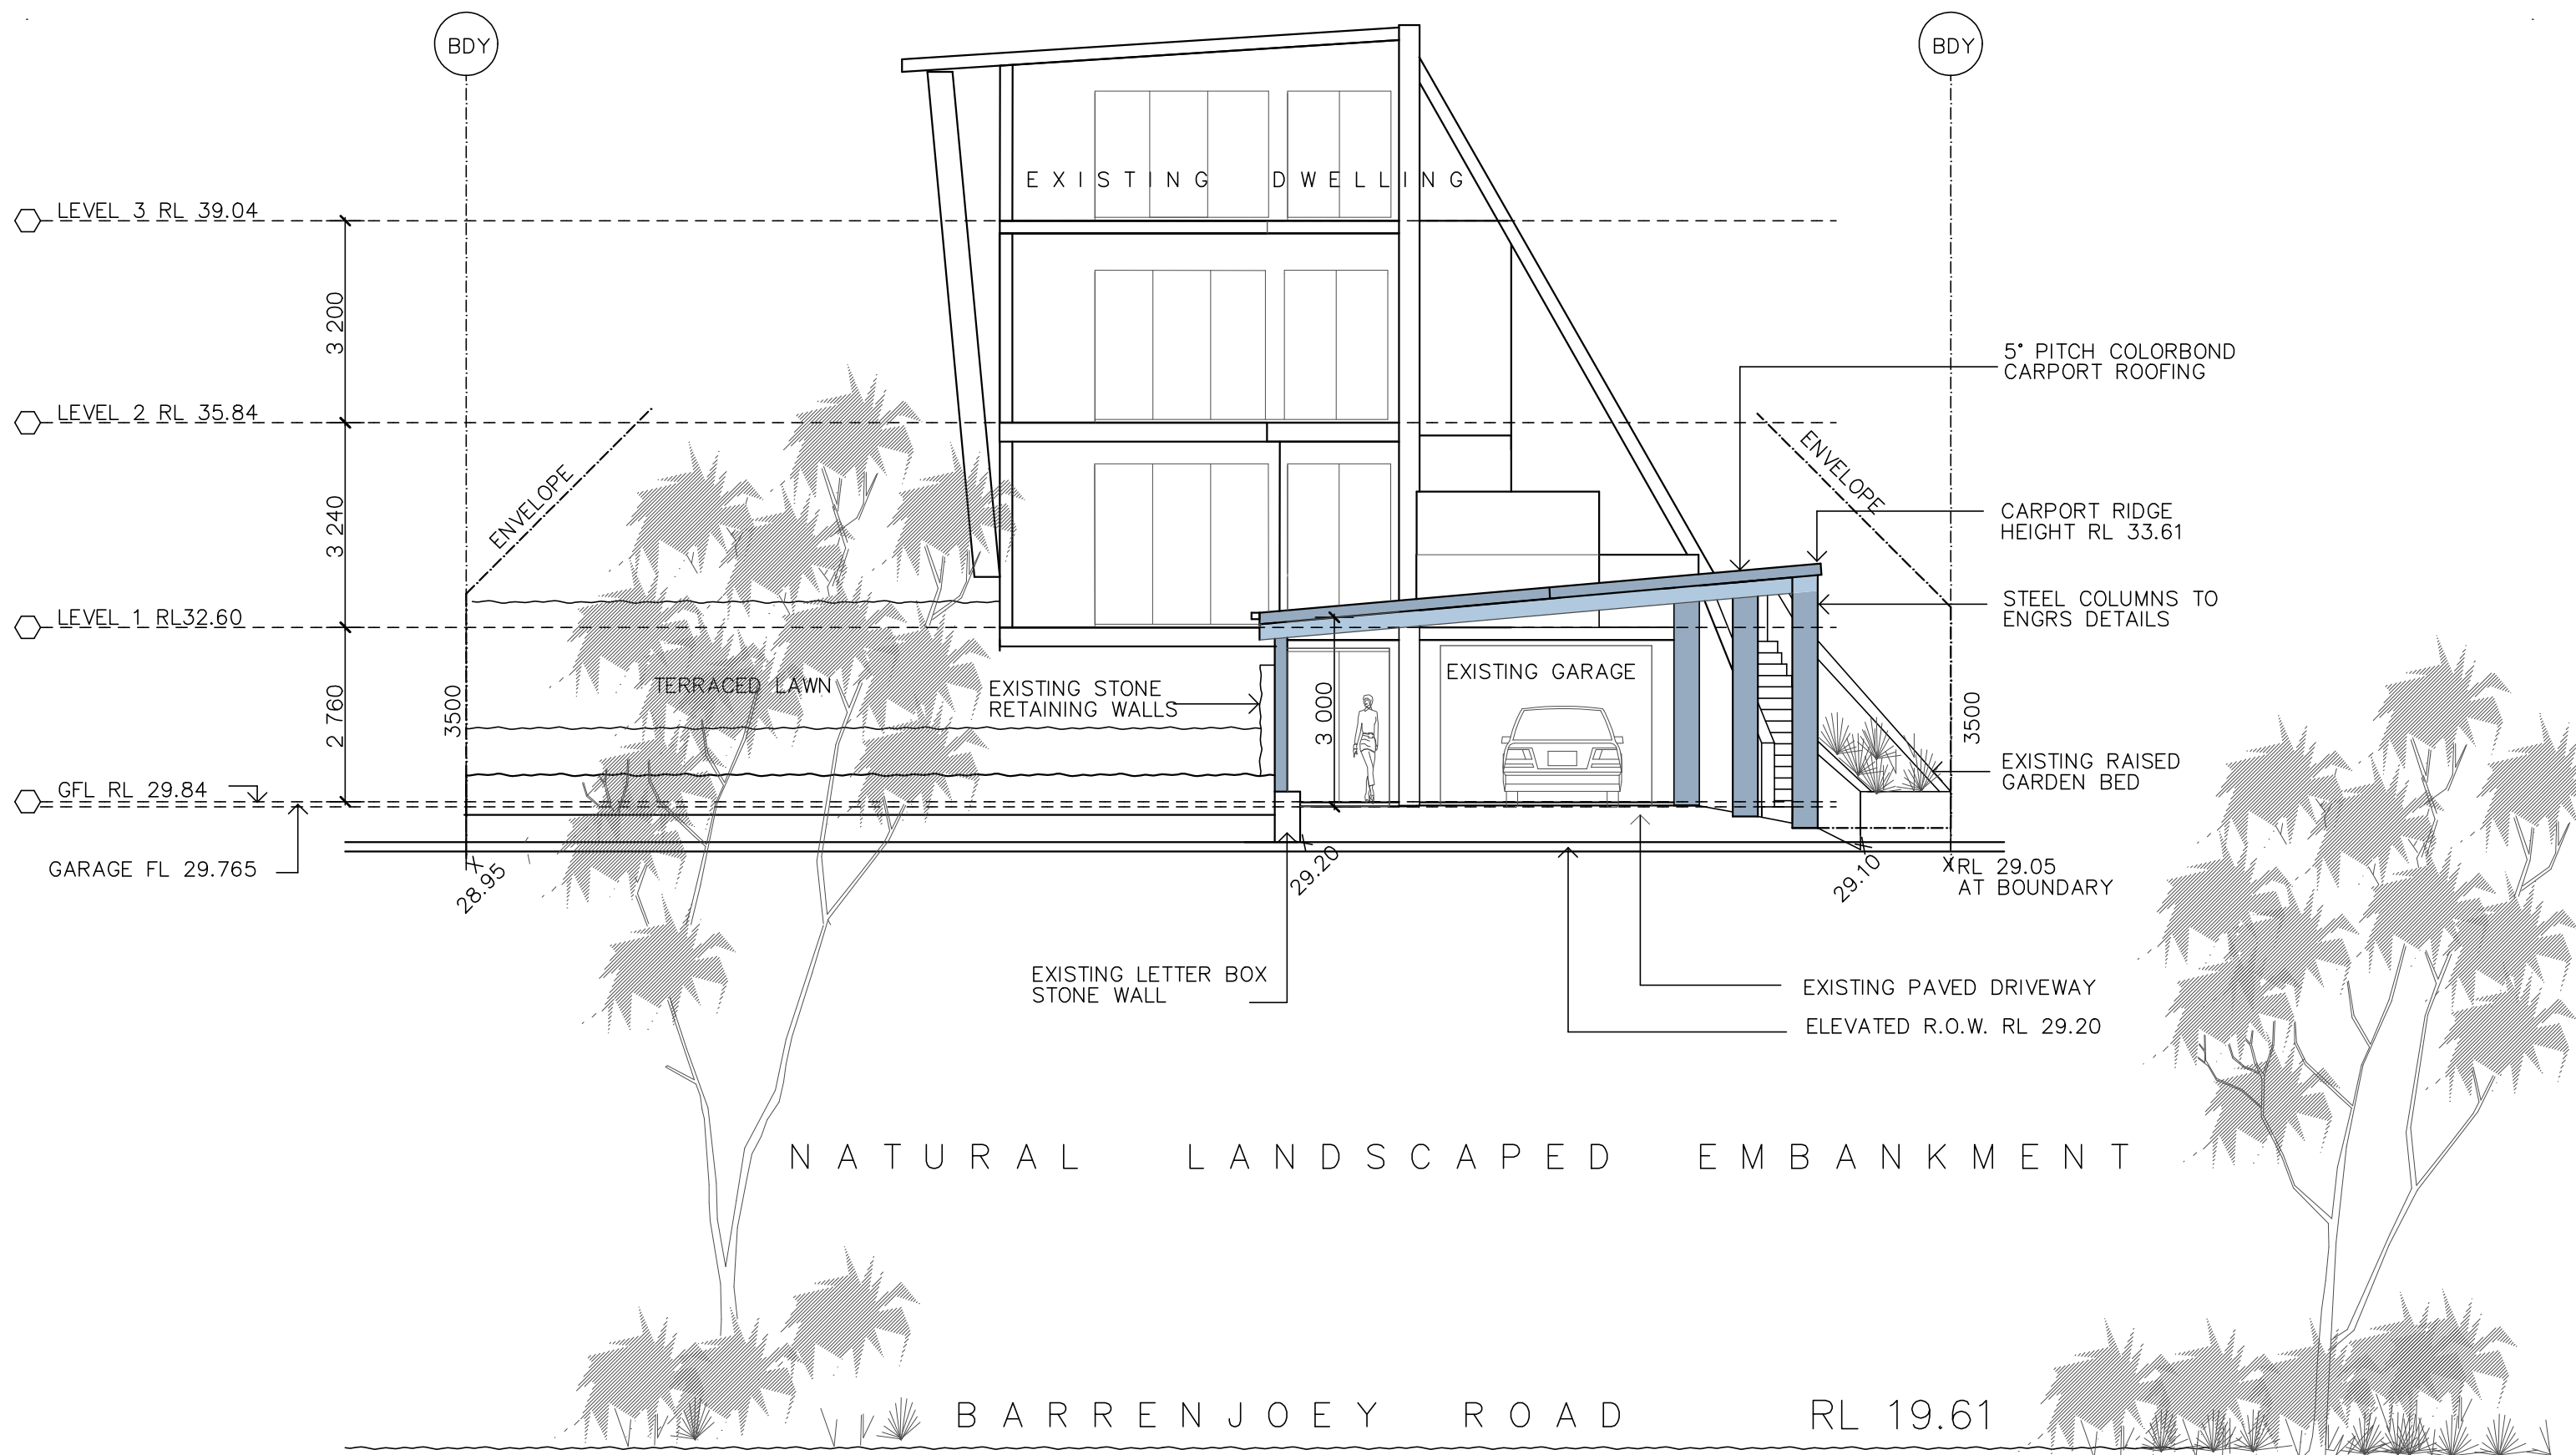 BDY
BDY
EXISTING DWELLING
LEVEL 3 RL 39.04
3 200
5° PITCH COLORBOND
CARPORT ROOFING
LEVEL 2 RL 35.84
ENVELOPE
ENVELOPE
3 240
CARPORT RIDGE
HEIGHT RL 33.61
STEEL COLUMNS TO
ENGRS DETAILS
LEVEL 1 RL32.60
2 760
3500
TERRACED LAWN
EXISTING STONE
RETAINING WALLS
3 000
EXISTING GARAGE
3500
EXISTING RAISED
GARDEN BED
GFL RL 29.84
GARAGE FL 29.765
28.95
29.20
29.10
RL 29.05
AT BOUNDARY
EXISTING LETTER BOX
STONE WALL
EXISTING PAVED DRIVEWAY
ELEVATED R.O.W. RL 29.20
NATURAL LANDSCAPED EMBANKMENT
BARRENJOEY ROAD RL 19.61